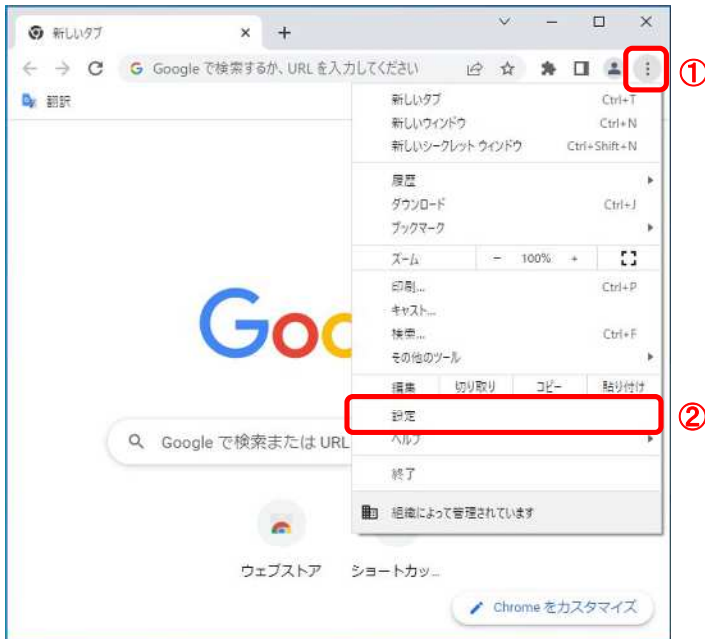 新しいタブ
Google で検索するか、URL を入力してください
①
翻訳
新しいタブ Ctrl+T
新しいウィンドウ Ctrl+N
新しいシークレット ウィンドウ Ctrl+Shift+N
履歴
ダウンロード Ctrl+J
ブックマーク
ズーム － 100% +
印刷... Ctrl+P
キャスト...
検索... Ctrl+F
その他のツール
編集 切り取り コピー 貼り付け
設定
②
ヘルプ
終了
組織によって管理されています
Goo
Google で検索または URL
ウェブストア
ショートカッ...
Chrome をカスタマイズ